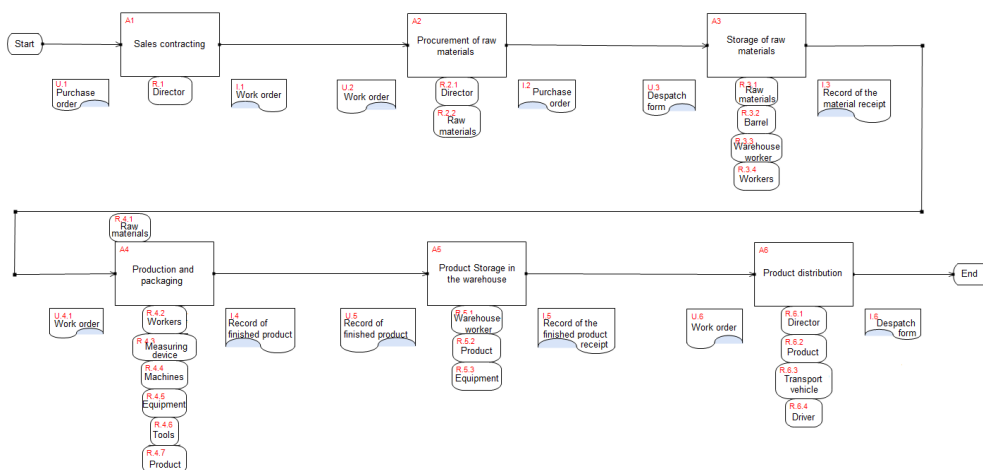 A1
Sales contracting
A2
Procurement of raw
materials
A3
Storage of raw
materials
Start
U.1
Purchase
order
R.1
Director
I.1
Work order
U.2
Work order
R.2.1
Director
R.2.2
Raw
materials
I.2
Purchase
order
U.3
Despatch
form
R.3.1
Raw
materials
R.3.2
Barrel
R.3.3
Warehouse
worker
R.3.4
Workers
I.3
Record of the
material receipt
R.4.1
Raw
materials
A4
Production and
packaging
A5
Product Storage in
the warehouse
A6
Product distribution
End
U.4.1
Work order
R.4.2
Workers
R.4.3
Measuring
device
R.4.4
Machines
R.4.5
Equipment
R.4.6
Tools
R.4.7
Product
I.4
Record of
finished product
U.5
Record of
finished product
R.5.1
Warehouse
worker
R.5.2
Product
R.5.3
Equipment
I.5
Record of the
finished product
receipt
U.6
Work order
R.6.1
Director
R.6.2
Product
R.6.3
Transport
vehicle
R.6.4
Driver
I.6
Despatch
form